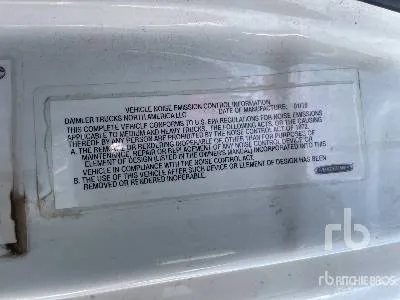 VEHICLE NOISE EMISSION CONTROL INFORMATION
DAIMLER TRUCKS NORTH AMERICA LLC DATE OF MANUFACTURE:
THIS COMPLETE VEHICLE CONFORMS TO U.S. EPA REGULATIONS FOR NOISE EMISSIONS
APPLICABLE TO MEDIUM AND HEAVY TRUCKS. THE FOLLOWING ACTS, OR THE CAUSING
THEREOF BY ANY PERSON ARE PROHIBITED BY THE NOISE CONTROL ACT OF 1972.
A. THE REMOVAL OR RENDERING INOPERABLE OF OTHER THAN FOR PURPOSES OF
MAINTENANCE, REPAIR OR REPLACEMENT OF ANY NOISE CONTROL DEVICE OR
ELEMENT OF DESIGN (LISTED IN THE OWNERS MANUAL) INCORPORATED INTO THIS
VEHICLE IN COMPLIANCE WITH THE NOISE CONTROL ACT.
B. THE USE OF THIS VEHICLE AFTER SUCH DEVICE OR ELEMENT OF DESIGN HAS BEEN
REMOVED OR RENDERED INOPERABLE.
rb
rb RITCHIE BROS